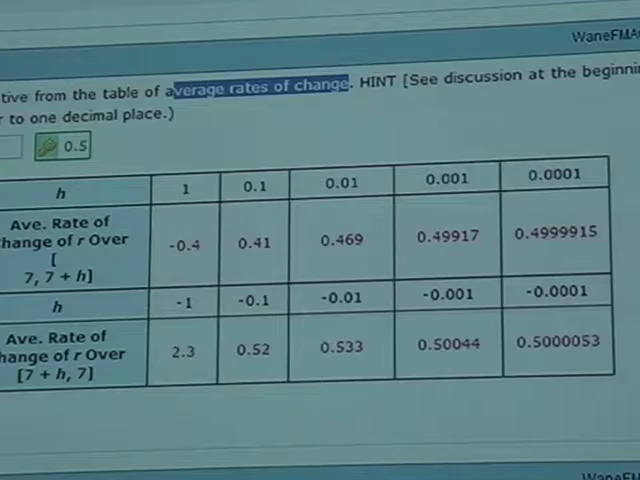 WaneFMA
tive from the table of average rates of change. HINT [See discussion at the beginni
r to one decimal place.)
0.5
h 1 0.1 0.01 0.001 0.0001
Ave. Rate of
hange of r Over
[
7, 7 + h]
-0.4 0.41 0.469 0.49917 0.4999915
h -1 -0.1 -0.01 -0.001 -0.0001
Ave. Rate of
hange of r Over
[7 + h, 7]
2.3 0.52 0.533 0.50044 0.5000053
WaneFM